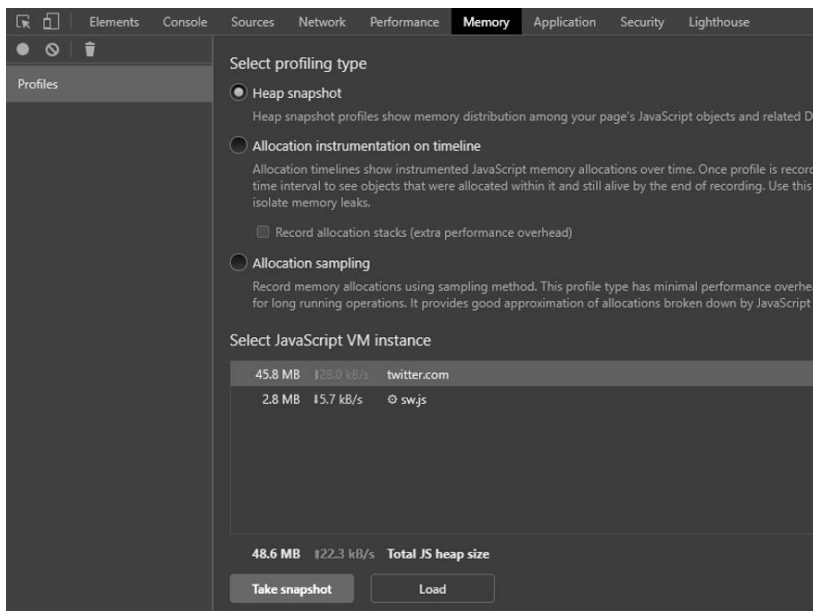 Elements Console Sources Network Performance Memory Application Security Lighthouse
Profiles
Select profiling type
Heap snapshot
Heap snapshot profiles show memory distribution among your page's JavaScript objects and related D
Allocation instrumentation on timeline
Allocation timelines show instrumented JavaScript memory allocations over time. Once profile is record
time interval to see objects that were allocated within it and still alive by the end of recording. Use this
isolate memory leaks.
Record allocation stacks (extra performance overhead)
Allocation sampling
Record memory allocations using sampling method. This profile type has minimal performance overhe
for long running operations. It provides good approximation of allocations broken down by JavaScript
Select JavaScript VM instance
45.8 MB ⬆28.0 kB/s twitter.com
2.8 MB ⬇5.7 kB/s ⚙ sw.js
48.6 MB ⬆22.3 kB/s Total JS heap size
Take snapshot Load